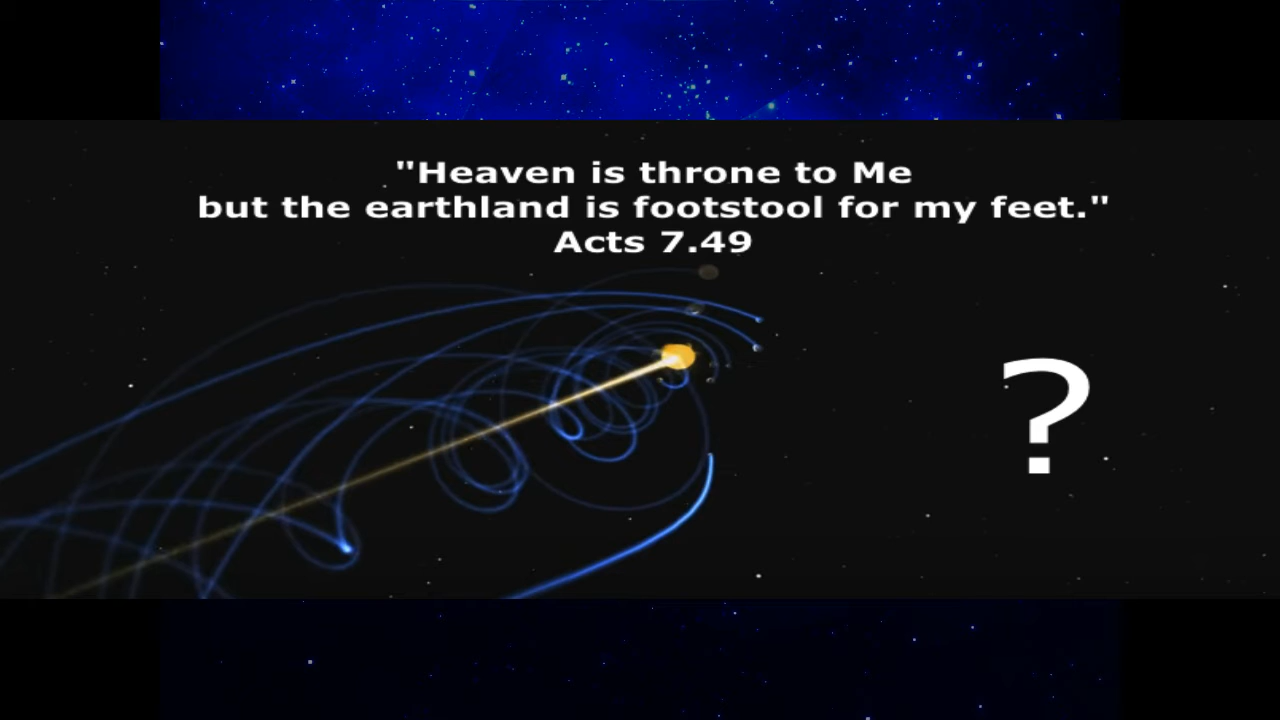 "Heaven is throne to Me
but the earthland is footstool for my feet."
Acts 7.49
?